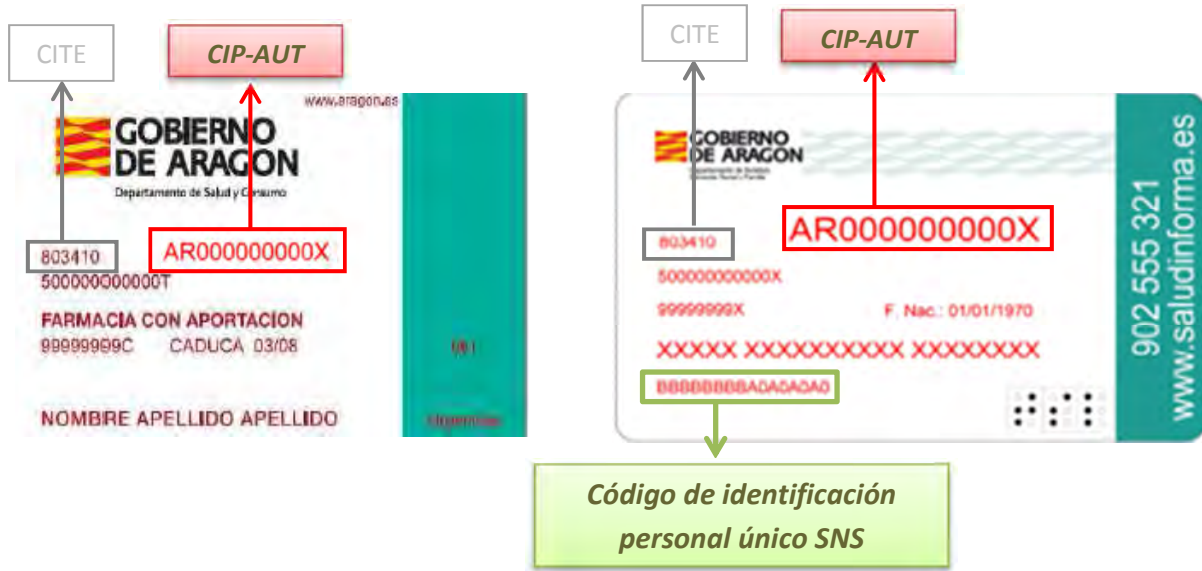 CITE
CIP-AUT
www.aragon.es
GOBIERNO
DE ARAGON
Departamento de Salud y Consumo
803410
AR000000000X
500000000000T
FARMACIA CON APORTACION
99999999C CADUCA 03/08
061
Urgencias
NOMBRE APELLIDO APELLIDO
CITE
CIP-AUT
GOBIERNO
DE ARAGON
AR000000000X
803410
500000000000X
99999999X F. Nac.: 01/01/1970
XXXXX XXXXXXXXXX XXXXXXXX
BBBBBBBBA0A0A0A0
902 555 321
www.saludinforma.es
Código de identificación
personal único SNS